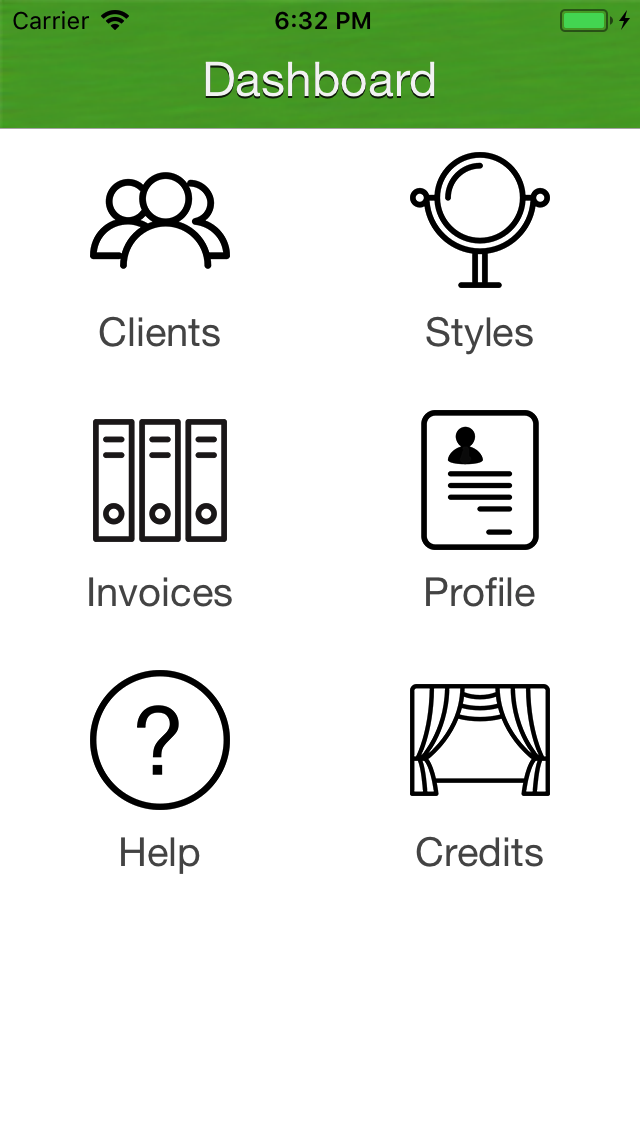 Carrier 6:32 PM
Dashboard
Clients Styles
Invoices Profile
?
Help Credits